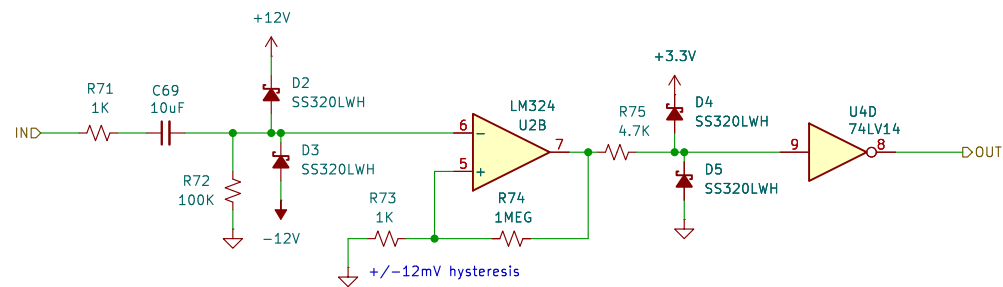 +12V
R71
1K
C69
10uF
D2
SS320LWH
IN
R72
100K
D3
SS320LWH
-12V
LM324
U2B
6
-
5
+
7
R73
1K
R74
1MEG
+/-12mV hysteresis
R75
4.7K
+3.3V
D4
SS320LWH
D5
SS320LWH
U4D
74LV14
9
8
OUT